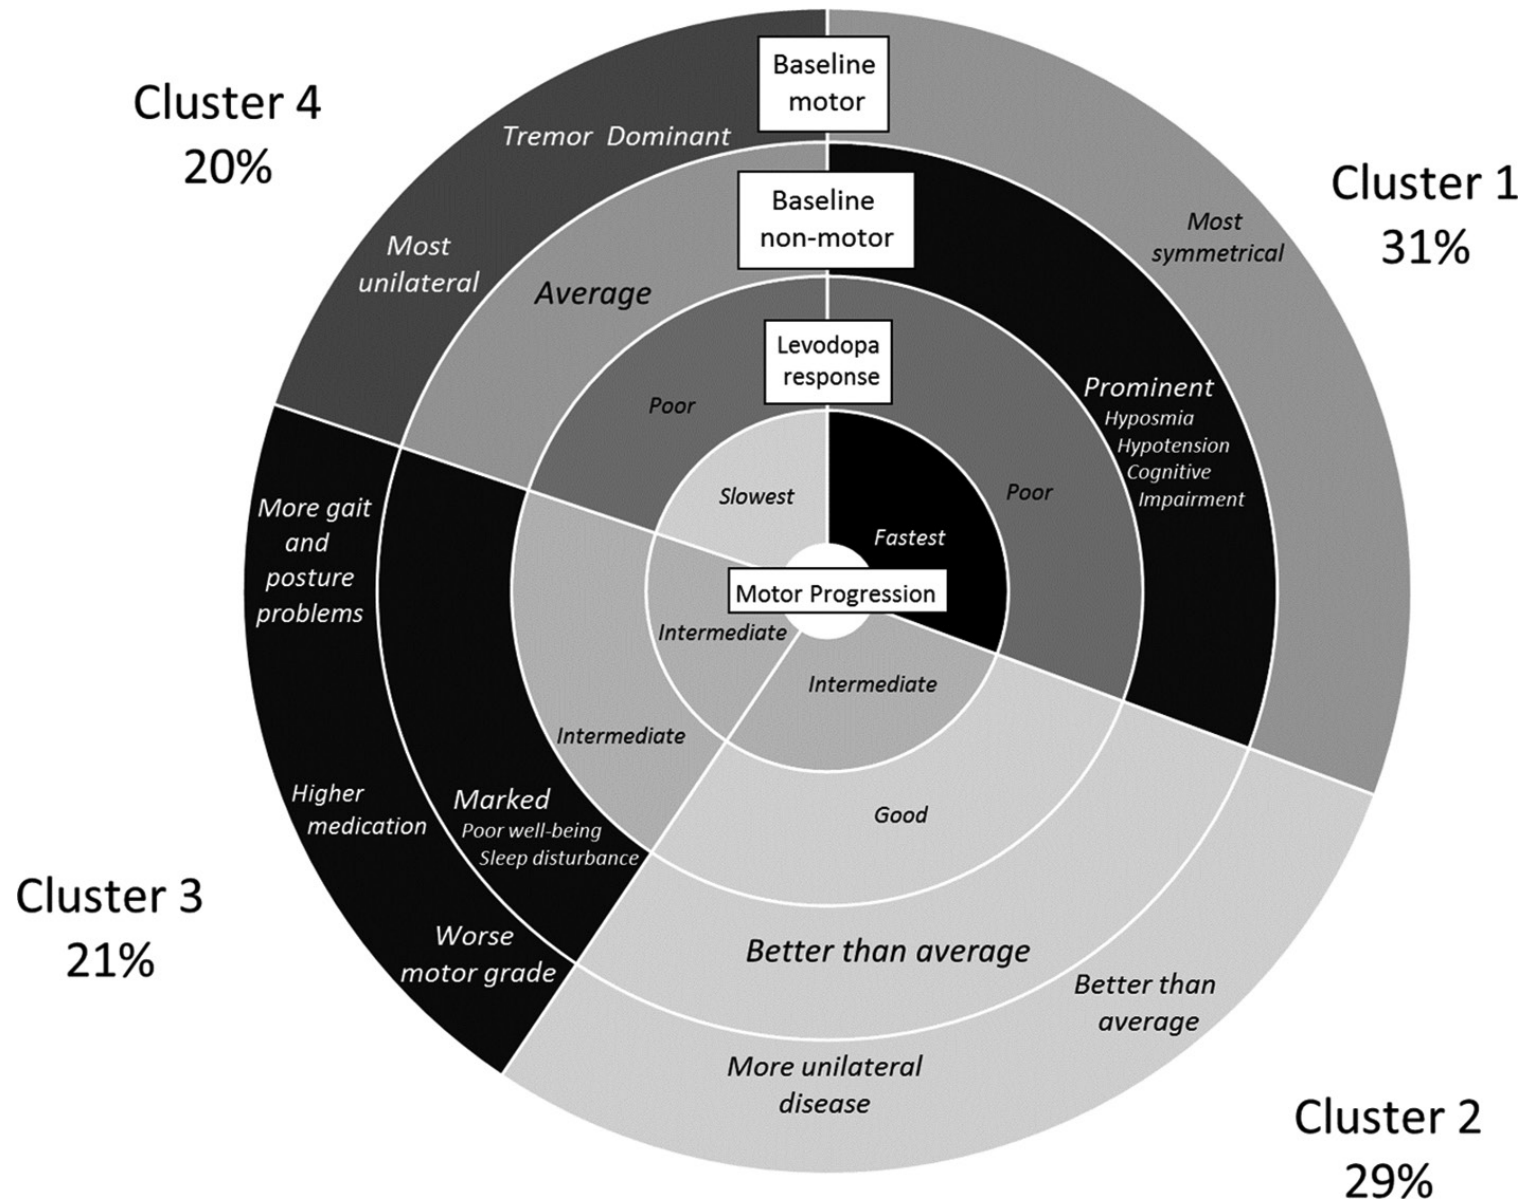 Cluster 4
20%
Cluster 1
31%
Cluster 3
21%
Cluster 2
29%
Baseline
motor
Baseline
non-motor
Levodopa
response
Motor Progression
Tremor Dominant
Most
unilateral
Average
Poor
Slowest
Most
symmetrical
Prominent
Hyposmia
Hypotension
Cognitive
Impairment
Poor
Fastest
More gait
and
posture
problems
Higher
medication
Worse
motor grade
Marked
Poor well-being
Sleep disturbance
Intermediate
Intermediate
Intermediate
Good
Better than average
Better than
average
More unilateral
disease